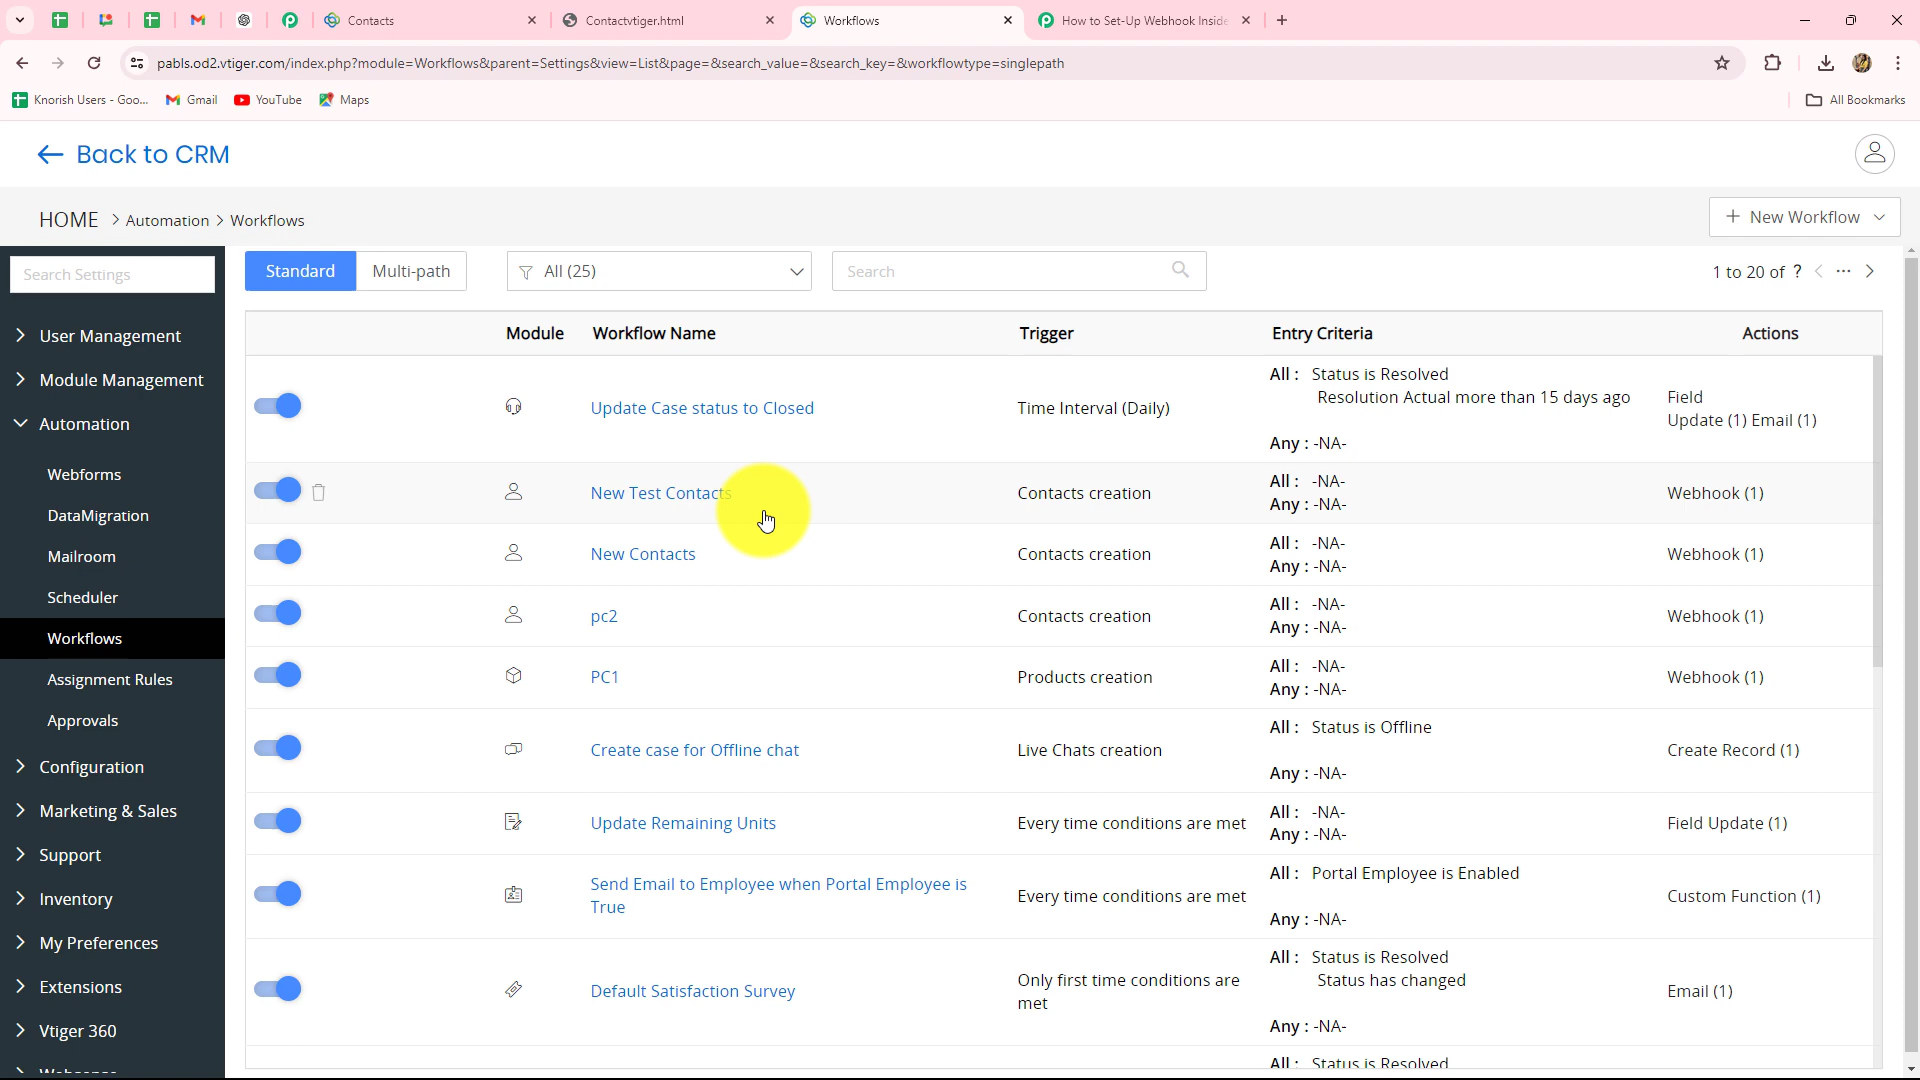 Contacts
Contactvtiger.html
Workflows
How to Set-Up Webhook Inside
pabls.od2.vtiger.com/index.php?module=Workflows&parent=Settings&view=List&page=&search_value=&search_key=&workflowtype=singlepath
Knorish Users - Goo...
Gmail
YouTube
Maps
All Bookmarks
Back to CRM
HOME > Automation > Workflows
+ New Workflow
Search Settings
Standard
Multi-path
All (25)
Search
1 to 20 of ?
User Management
Module Management
Automation
Webforms
DataMigration
Mailroom
Scheduler
Workflows
Assignment Rules
Approvals
Configuration
Marketing & Sales
Support
Inventory
My Preferences
Extensions
Vtiger 360
Module Workflow Name Trigger Entry Criteria Actions
Update Case status to Closed
Time Interval (Daily)
All : Status is Resolved
Resolution Actual more than 15 days ago
Any : -NA-
Field
Update (1) Email (1)
New Test Contacts
Contacts creation
All : -NA-
Any : -NA-
Webhook (1)
New Contacts
Contacts creation
All : -NA-
Any : -NA-
Webhook (1)
pc2
Contacts creation
All : -NA-
Any : -NA-
Webhook (1)
PC1
Products creation
All : -NA-
Any : -NA-
Webhook (1)
Create case for Offline chat
Live Chats creation
All : Status is Offline
Any : -NA-
Create Record (1)
Update Remaining Units
Every time conditions are met
All : -NA-
Any : -NA-
Field Update (1)
Send Email to Employee when Portal Employee is
True
Every time conditions are met
All : Portal Employee is Enabled
Any : -NA-
Custom Function (1)
Default Satisfaction Survey
Only first time conditions are
met
All : Status is Resolved
Status has changed
Any : -NA-
Email (1)
All : Status is Resolved